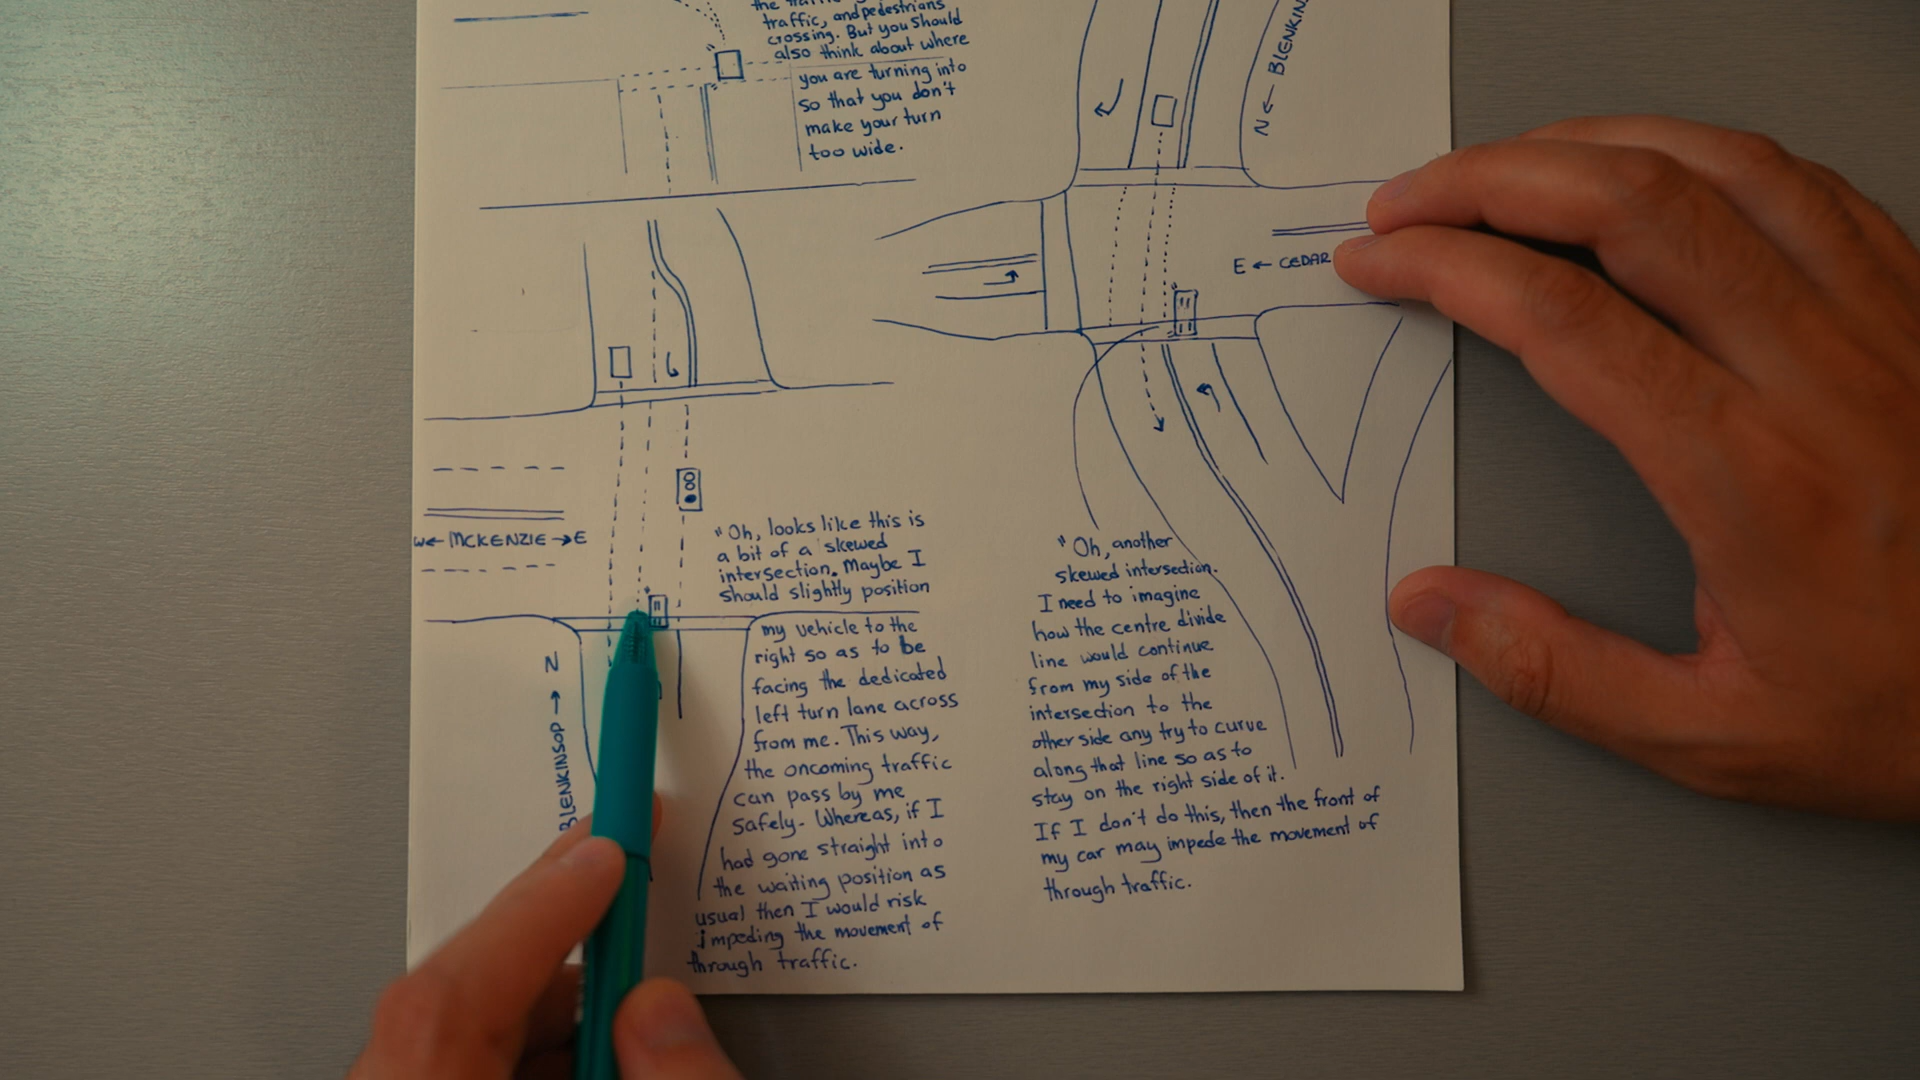 traffic, and pedestrians
crossing. But you should
also think about where
you are turning into
so that you don't
make your turn
too wide.
N ← BLENKIN
E ← CEDAR
W← MCKENZIE →E
BLENKINSOP → N
"Oh, looks like this is
a bit of a skewed
intersection. Maybe I
should slightly position
my vehicle to the
right so as to be
facing the dedicated
left turn lane across
from me. This way,
the oncoming traffic
can pass by me
safely. Whereas, if I
had gone straight into
the waiting position as
usual then I would risk
impeding the movement of
through traffic.
"Oh, another
skewed intersection.
I need to imagine
how the centre divide
line would continue
from my side of the
intersection to the
other side any try to curve
along that line so as to
stay on the right side of it.
If I don't do this, then the front of
my car may impede the movement of
through traffic.